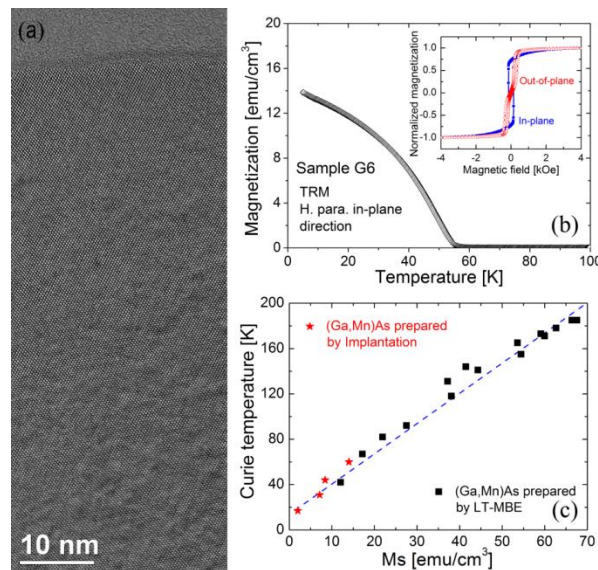 (a)
10 nm
Magnetization [emu/cm³]
20
16
12
8
4
0
Sample G6
TRM
H. para. in-plane
direction
(b)
0
20
40
60
80
100
Temperature [K]
Normalized magnetization
1.0
0.5
0.0
-0.5
-1.0
Out-of-plane
In-plane
-4
-2
0
2
4
Magnetic field [kOe]
Curie temperature [K]
200
160
120
80
40
0
(Ga,Mn)As prepared
by Implantation
(Ga,Mn)As prepared
by LT-MBE
(c)
0
10
20
30
40
50
60
70
Ms [emu/cm³]